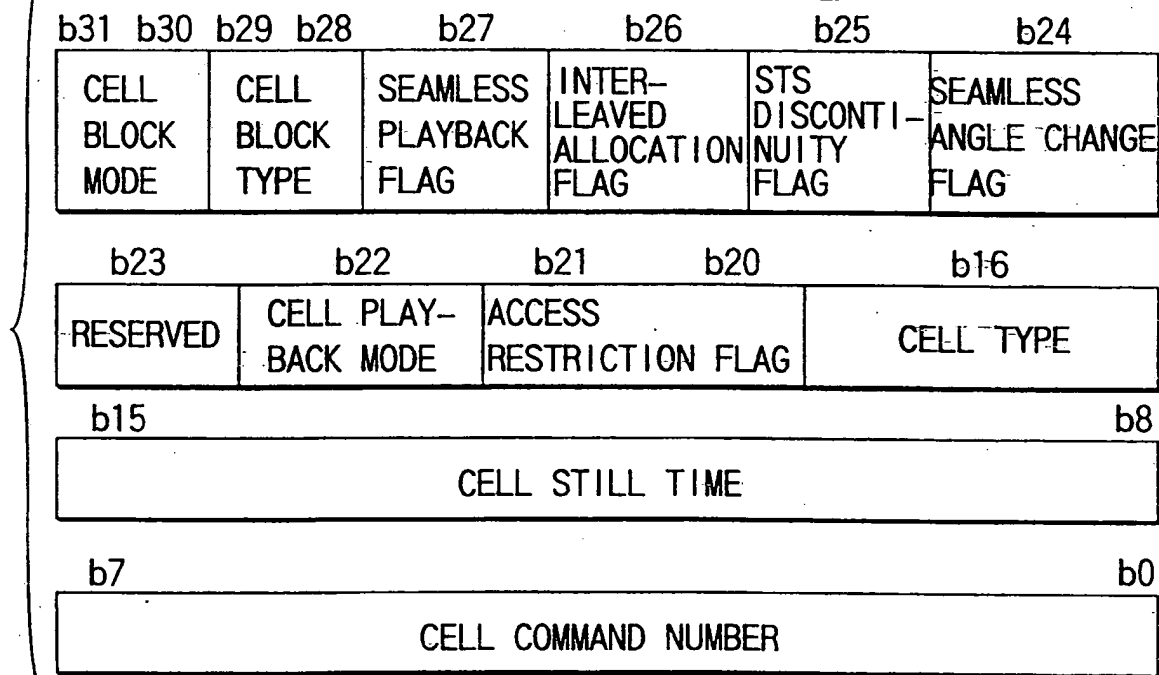 b31 b30 b29 b28 b27 b26 b25 b24
CELL BLOCK MODE
CELL BLOCK TYPE
SEAMLESS PLAYBACK FLAG
INTER-
LEAVED
ALLOCATION
FLAG
STS
DISCONTI-
NUITY
FLAG
SEAMLESS
ANGLE CHANGE
FLAG
b23 b22 b21 b20 b16
RESERVED
CELL PLAY-
BACK MODE
ACCESS
RESTRICTION FLAG
CELL TYPE
b15 b8
CELL STILL TIME
b7 b0
CELL COMMAND NUMBER